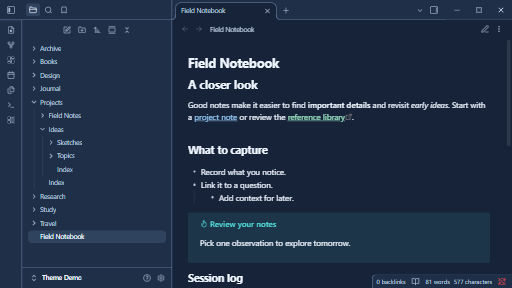 Field Notebook
Field Notebook
Archive
Books
Design
Journal
Projects
Field Notes
Ideas
Sketches
Topics
Index
Index
Research
Study
Travel
Field Notebook
Theme Demo
Field Notebook
A closer look
Good notes make it easier to find important details and revisit early ideas. Start with
a project note or review the reference library.
What to capture
Record what you notice.
Link it to a question.
Add context for later.
Review your notes
Pick one observation to explore tomorrow.
Session log
0 backlinks 81 words 577 characters